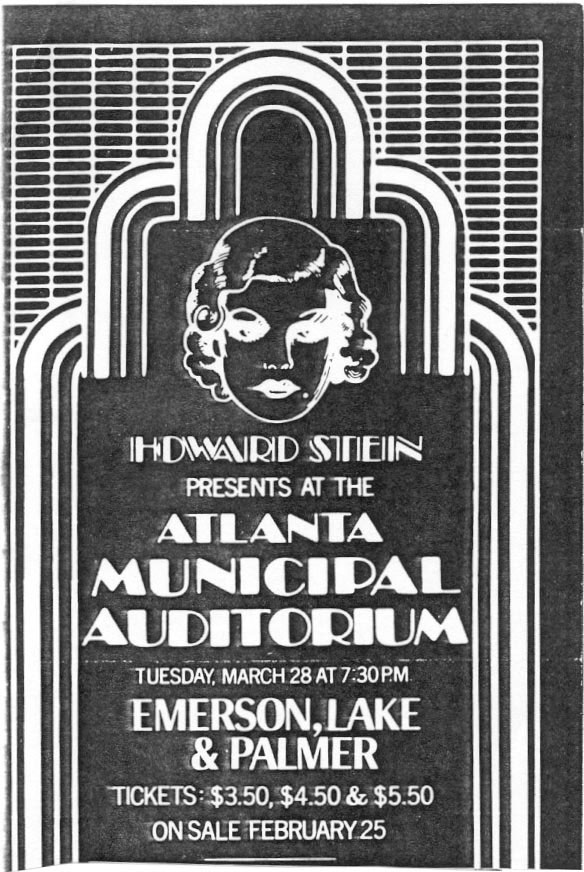 HOWARD STEIN
PRESENTS AT THE
ATLANTA
MUNICIPAL
AUDITORIUM
TUESDAY, MARCH 28 AT 7:30 P.M.
EMERSON, LAKE
& PALMER
TICKETS: $3.50, $4.50 & $5.50
ON SALE FEBRUARY 25